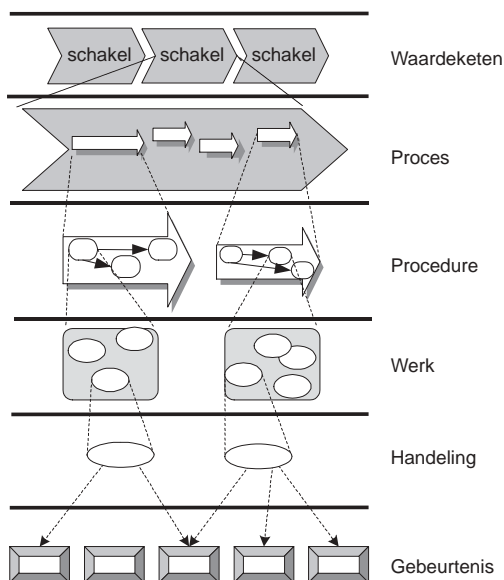 schakel schakel schakel Waardeketen
Proces
Procedure
Werk
Handeling
Gebeurtenis